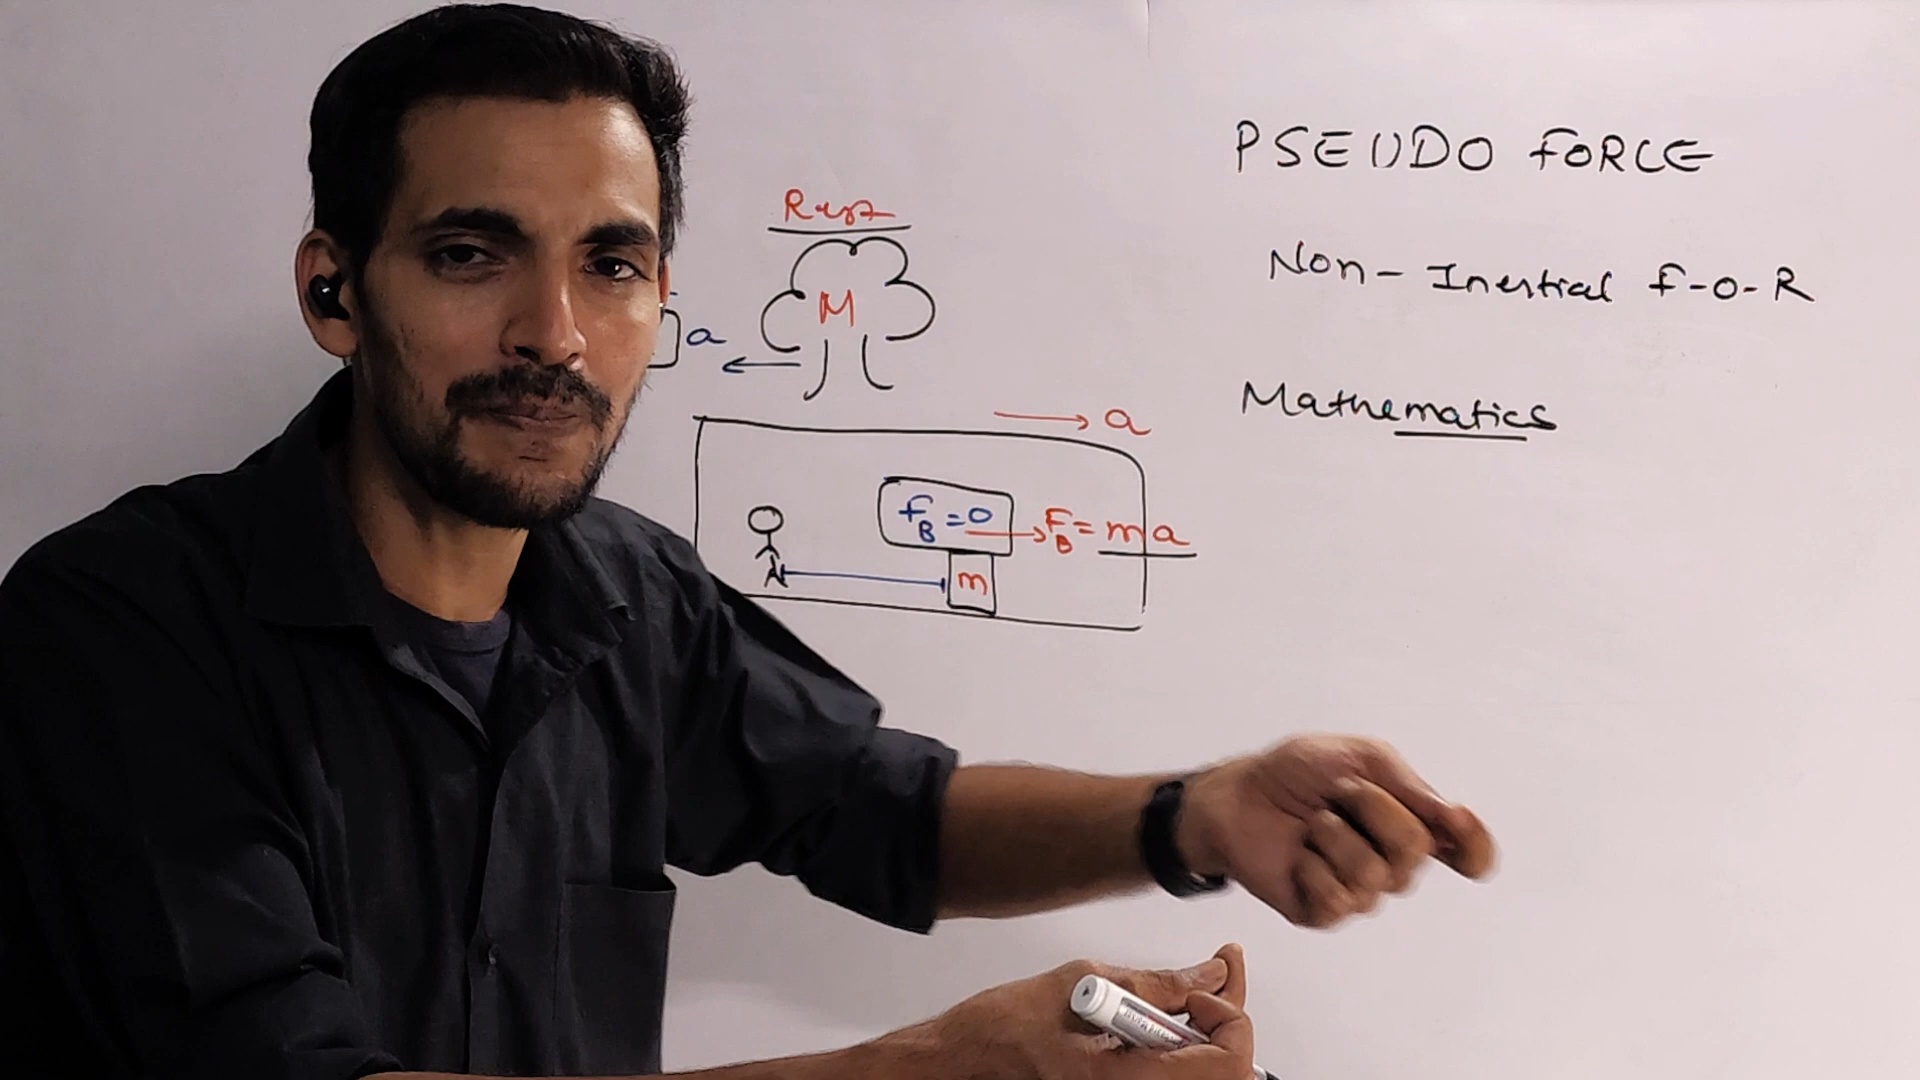 PSEUDO FORCE
Rest
Non-Inertial F-O-R
M
a
Mathematics
a
f_B=0
F_B=ma
m